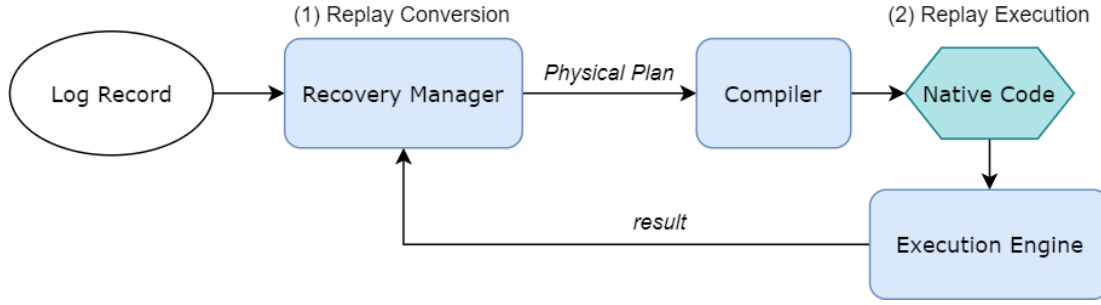 (1) Replay Conversion
(2) Replay Execution
Log Record
Recovery Manager
Physical Plan
Compiler
Native Code
result
Execution Engine